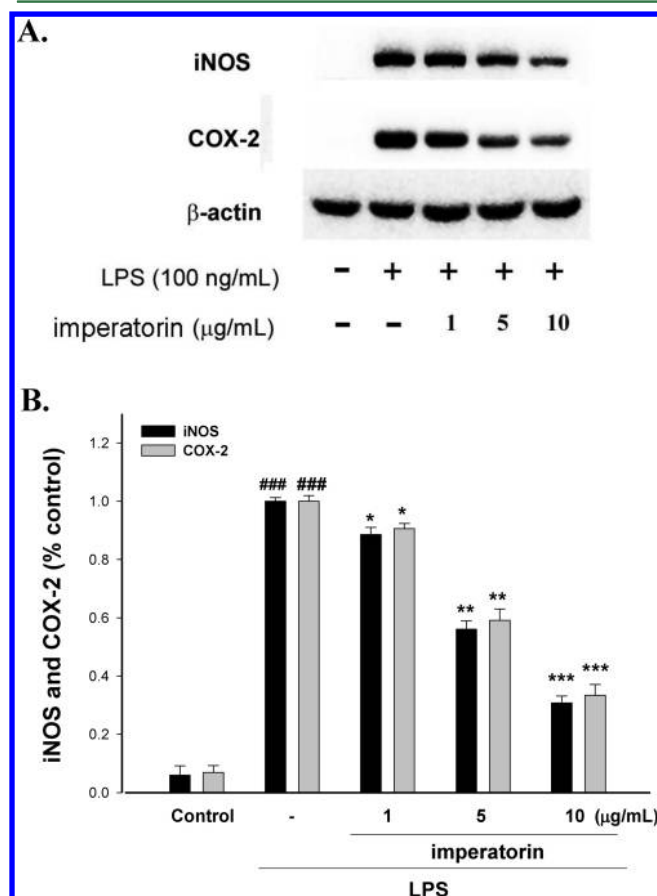 A.
iNOS
COX-2
β-actin
LPS (100 ng/mL) - + + + +
imperatorin (μg/mL) - - 1 5 10
B.
iNOS and COX-2 (% control)
iNOS
COX-2
### ###
* *
** **
*** ***
1.2
1.0
0.8
0.6
0.4
0.2
0.0
Control - 1 5 10 (μg/mL)
imperatorin
LPS